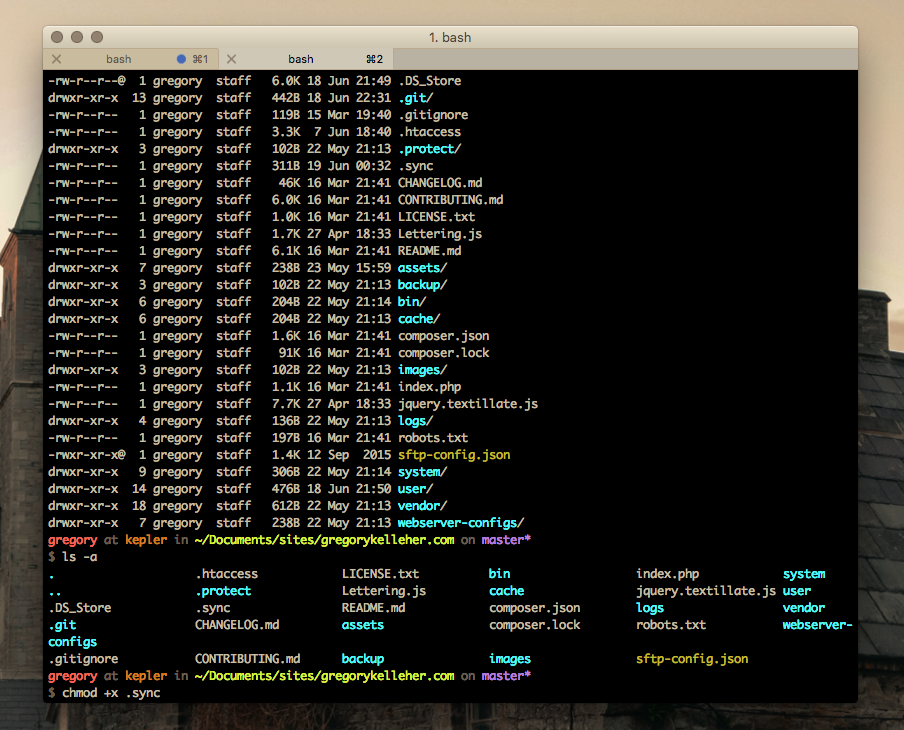 1. bash
bash ⌘1 bash ⌘2
-rw-r--r--@ 1 gregory staff 6.0K 18 Jun 21:49 .DS_Store
drwxr-xr-x 13 gregory staff 442B 18 Jun 22:31 .git/
-rw-r--r-- 1 gregory staff 119B 15 Mar 19:40 .gitignore
-rw-r--r-- 1 gregory staff 3.3K 7 Jun 18:40 .htaccess
drwxr-xr-x 3 gregory staff 102B 22 May 21:13 .protect/
-rw-r--r-- 1 gregory staff 311B 19 Jun 00:32 .sync
-rw-r--r-- 1 gregory staff 46K 16 Mar 21:41 CHANGELOG.md
-rw-r--r-- 1 gregory staff 6.0K 16 Mar 21:41 CONTRIBUTING.md
-rw-r--r-- 1 gregory staff 1.0K 16 Mar 21:41 LICENSE.txt
-rw-r--r-- 1 gregory staff 1.7K 27 Apr 18:33 Lettering.js
-rw-r--r-- 1 gregory staff 6.1K 16 Mar 21:41 README.md
drwxr-xr-x 7 gregory staff 238B 23 May 15:59 assets/
drwxr-xr-x 3 gregory staff 102B 22 May 21:13 backup/
drwxr-xr-x 6 gregory staff 204B 22 May 21:14 bin/
drwxr-xr-x 6 gregory staff 204B 22 May 21:13 cache/
-rw-r--r-- 1 gregory staff 1.6K 16 Mar 21:41 composer.json
-rw-r--r-- 1 gregory staff 91K 16 Mar 21:41 composer.lock
drwxr-xr-x 3 gregory staff 102B 22 May 21:13 images/
-rw-r--r-- 1 gregory staff 1.1K 16 Mar 21:41 index.php
-rw-r--r-- 1 gregory staff 7.7K 27 Apr 18:33 jquery.textillate.js
drwxr-xr-x 4 gregory staff 136B 22 May 21:13 logs/
-rw-r--r-- 1 gregory staff 197B 16 Mar 21:41 robots.txt
-rwxr-xr-x@ 1 gregory staff 1.4K 12 Sep 2015 sftp-config.json
drwxr-xr-x 9 gregory staff 306B 22 May 21:14 system/
drwxr-xr-x 14 gregory staff 476B 18 Jun 21:50 user/
drwxr-xr-x 18 gregory staff 612B 22 May 21:13 vendor/
drwxr-xr-x 7 gregory staff 238B 22 May 21:13 webserver-configs/
gregory at kepler in ~/Documents/sites/gregorykelleher.com on master*
$ ls -a
. .htaccess LICENSE.txt bin index.php system
.. .protect Lettering.js cache jquery.textillate.js user
.DS_Store .sync README.md composer.json logs vendor
.git CHANGELOG.md assets composer.lock robots.txt webserver-
configs
.gitignore CONTRIBUTING.md backup images sftp-config.json
gregory at kepler in ~/Documents/sites/gregorykelleher.com on master*
$ chmod +x .sync